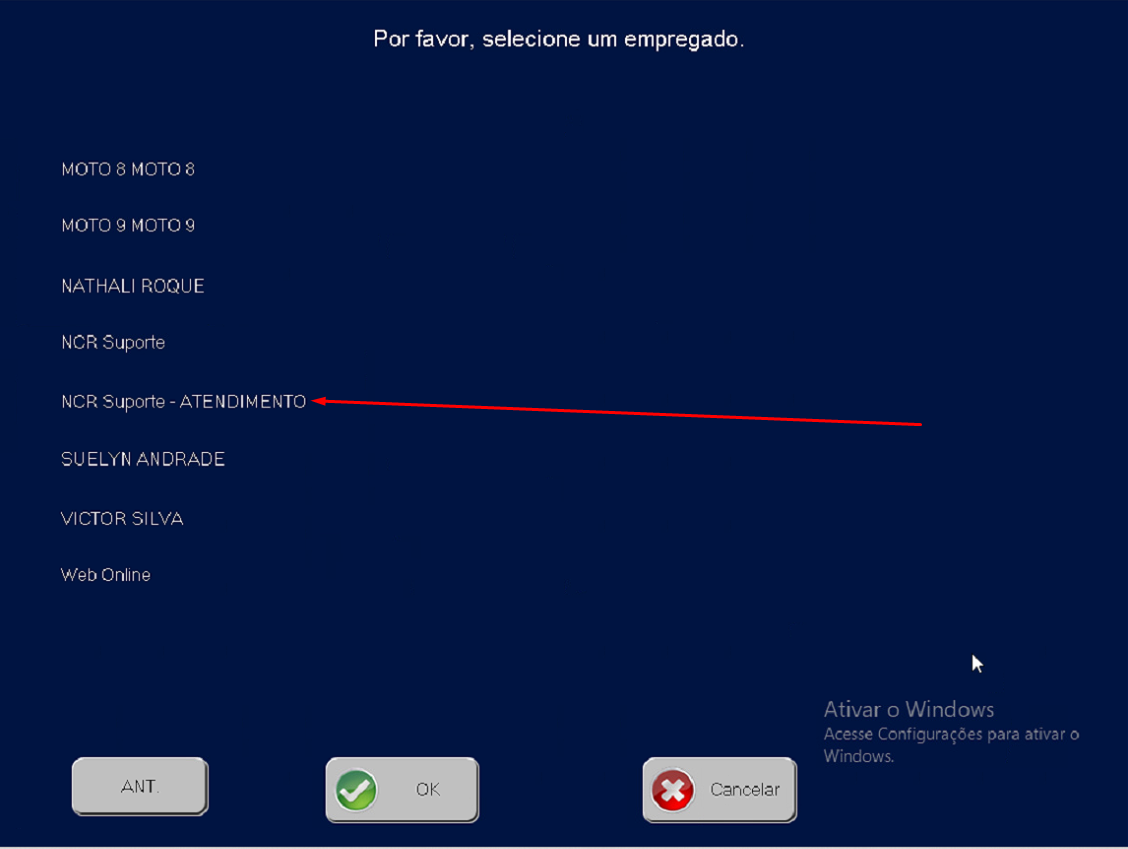 Por favor, selecione um empregado.
MOTO 8 MOTO 8
MOTO 9 MOTO 9
NATHALI ROQUE
NCR Suporte
NCR Suporte - ATENDIMENTO
SUELYN ANDRADE
VICTOR SILVA
Web Online
Ativar o Windows
Acesse Configurações para ativar o
Windows.
ANT.
OK
Cancelar